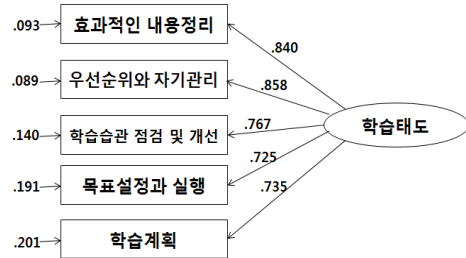 .093 효과적인 내용정리
.840
.089 우선순위와 자기관리
.858
.140 학습습관 점검 및 개선
.767
학습태도
.725
.191 목표설정과 실행
.735
.201 학습계획